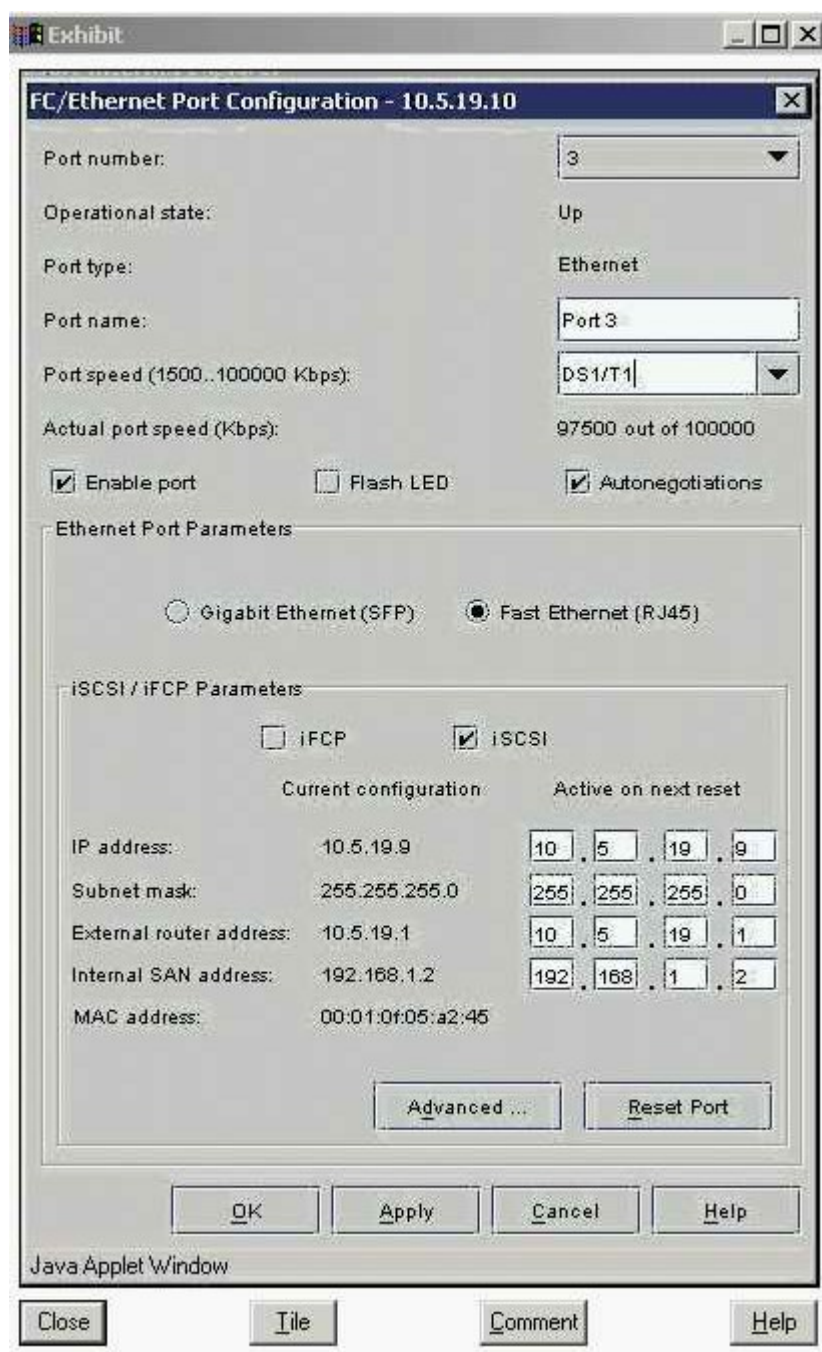 Exhibit
FC/Ethernet Port Configuration - 10.5.19.10
Port number: 3
Operational state: Up
Port type: Ethernet
Port name: Port 3
Port speed (1500..100000 Kbps): DS1/T1
Actual port speed (Kbps): 97500 out of 100000
Enable port Flash LED Autonegotiations
Ethernet Port Parameters
Gigabit Ethernet (SFP) Fast Ethernet (RJ45)
iSCSI / iFCP Parameters
iFCP iSCSI
Current configuration Active on next reset
IP address: 10.5.19.9 10 . 5 . 19 . 9
Subnet mask: 255.255.255.0 255 . 255 . 255 . 0
External router address: 10.5.19.1 10 . 5 . 19 . 1
Internal SAN address: 192.168.1.2 192 . 168 . 1 . 2
MAC address: 00:01:0f:05:a2:45
Advanced ... Reset Port
OK Apply Cancel Help
Java Applet Window
Close Tile Comment Help